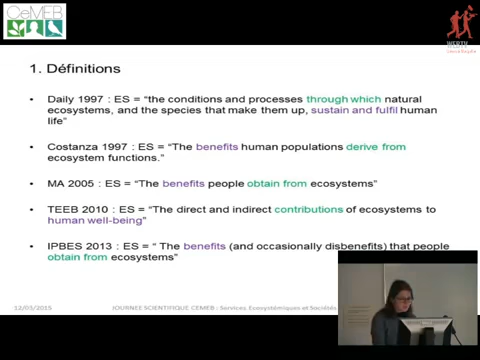 CeMEB
WEBTV
1. Définitions
• Daily 1997 : ES = “the conditions and processes through which natural
ecosystems, and the species that make them up, sustain and fulfil human
life”
• Costanza 1997 : ES = “The benefits human populations derive from
ecosystem functions.”
• MA 2005 : ES = “The benefits people obtain from ecosystems”
• TEEB 2010 : ES = “The direct and indirect contributions of ecosystems to
human well-being”
• IPBES 2013 : ES = “ The benefits (and occasionally disbenefits) that people
obtain from ecosystems”
12/05/2015 JOURNEE SCIENTIFIQUE CEMEB : Services Ecosystémiques et Sociétés,